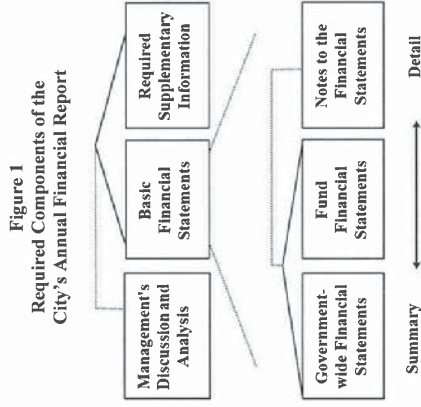 Figure 1
Required Components of the
City's Annual Financial Report
Management's
Discussion and
Analysis
Basic
Financial
Statements
Required
Supplementary
Information
Government-
wide Financial
Statements
Fund
Financial
Statements
Notes to the
Financial
Statements
Summary
Detail